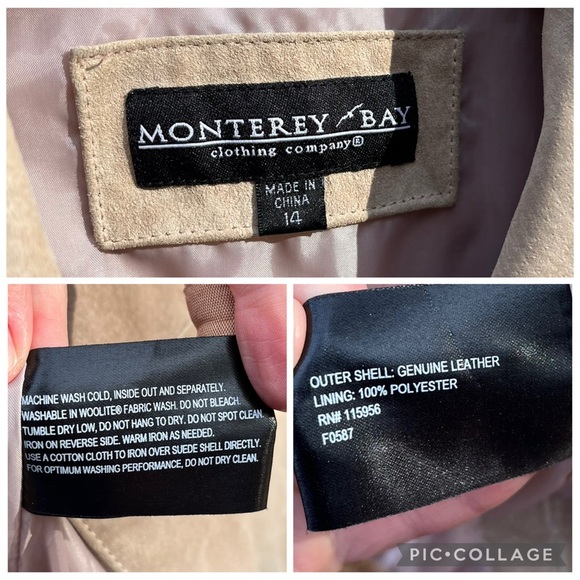 MONTEREY BAY
clothing company®
MADE IN
CHINA
14
MACHINE WASH COLD, INSIDE OUT AND SEPARATELY.
WASHABLE IN WOOLITE® FABRIC WASH. DO NOT BLEACH.
TUMBLE DRY LOW, DO NOT HANG TO DRY. DO NOT SPOT CLEAN.
IRON ON REVERSE SIDE. WARM IRON AS NEEDED.
USE A COTTON CLOTH TO IRON OVER SUEDE SHELL DIRECTLY.
FOR OPTIMUM WASHING PERFORMANCE, DO NOT DRY CLEAN.
OUTER SHELL: GENUINE LEATHER
LINING: 100% POLYESTER
RN# 115956
F0587
PIC•COLLAGE